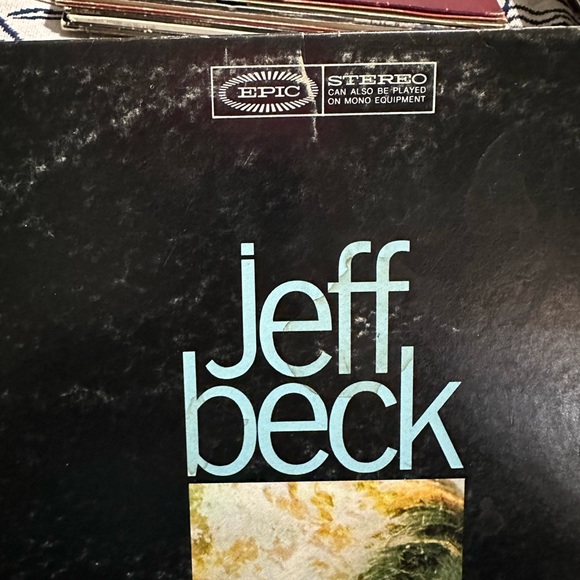 EPIC
STEREO
CAN ALSO BE PLAYED
ON MONO EQUIPMENT
jeff
beck